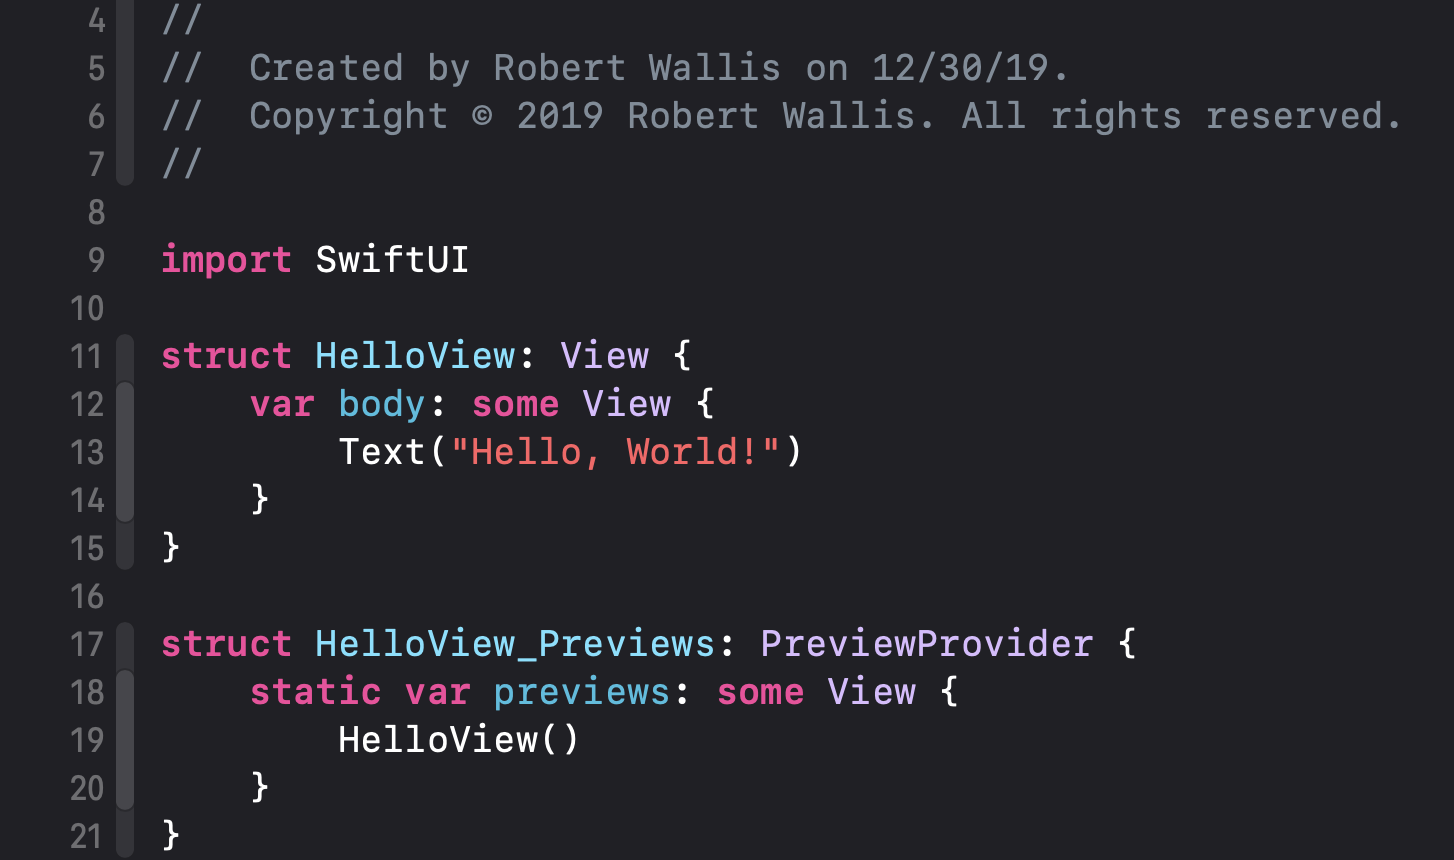 4 //
5 //  Created by Robert Wallis on 12/30/19.
6 //  Copyright © 2019 Robert Wallis. All rights reserved.
7 //
8
9 import SwiftUI
10
11 struct HelloView: View {
12     var body: some View {
13         Text("Hello, World!")
14     }
15 }
16
17 struct HelloView_Previews: PreviewProvider {
18     static var previews: some View {
19         HelloView()
20     }
21 }